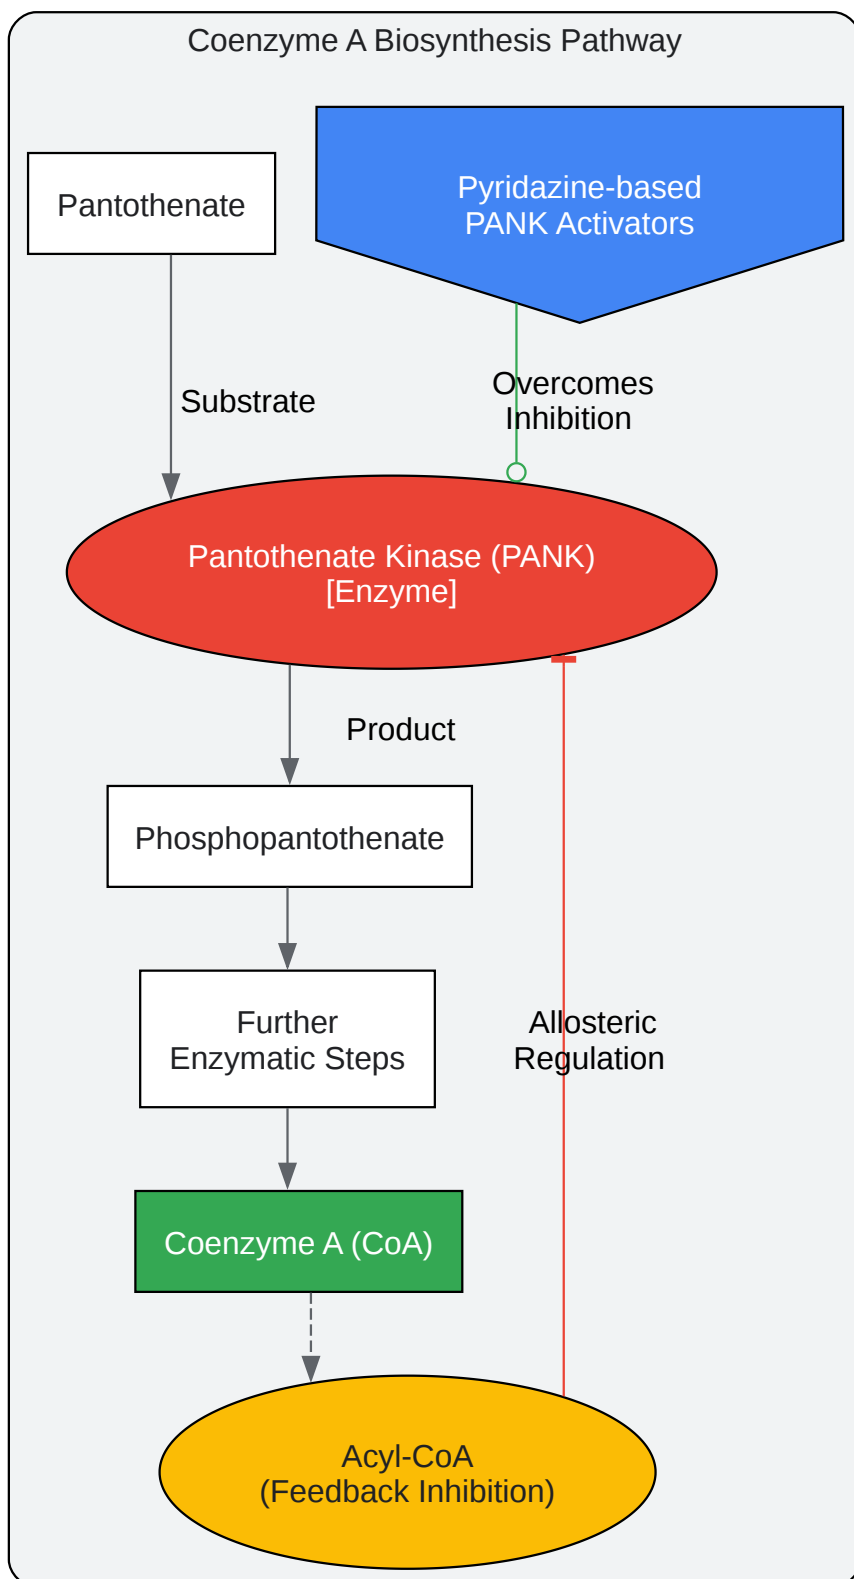 Coenzyme A Biosynthesis Pathway
Pantothenate
Pyridazine-based
PANK Activators
Substrate
Overcomes
Inhibition
Pantothenate Kinase (PANK)
[Enzyme]
Product
Phosphopantothenate
Further
Enzymatic Steps
Allosteric
Regulation
Coenzyme A (CoA)
Acyl-CoA
(Feedback Inhibition)